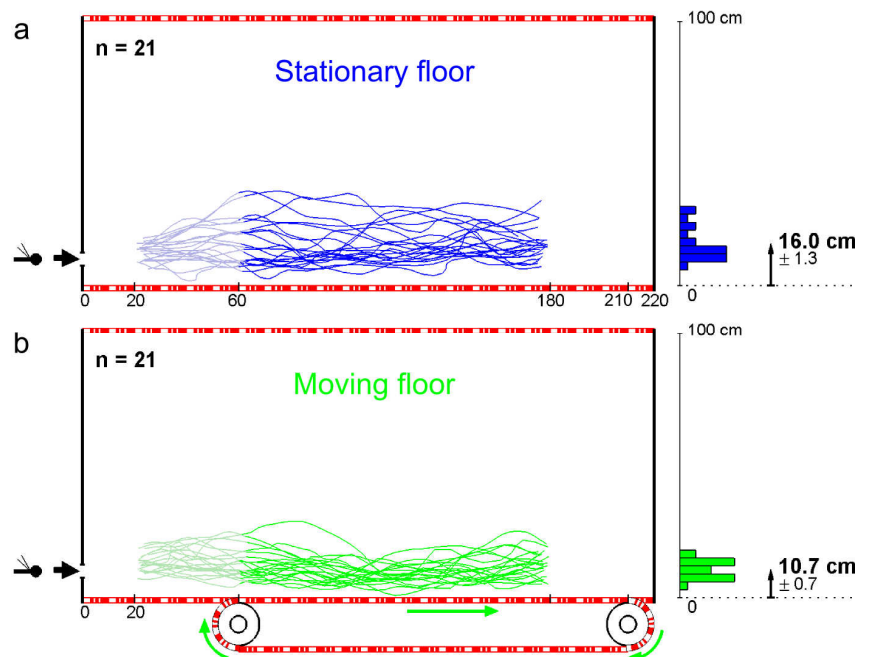 a
n = 21
Stationary floor
100 cm
16.0 cm
± 1.3
0
0 20 60 180 210 220
b
n = 21
Moving floor
100 cm
10.7 cm
± 0.7
0
0 20